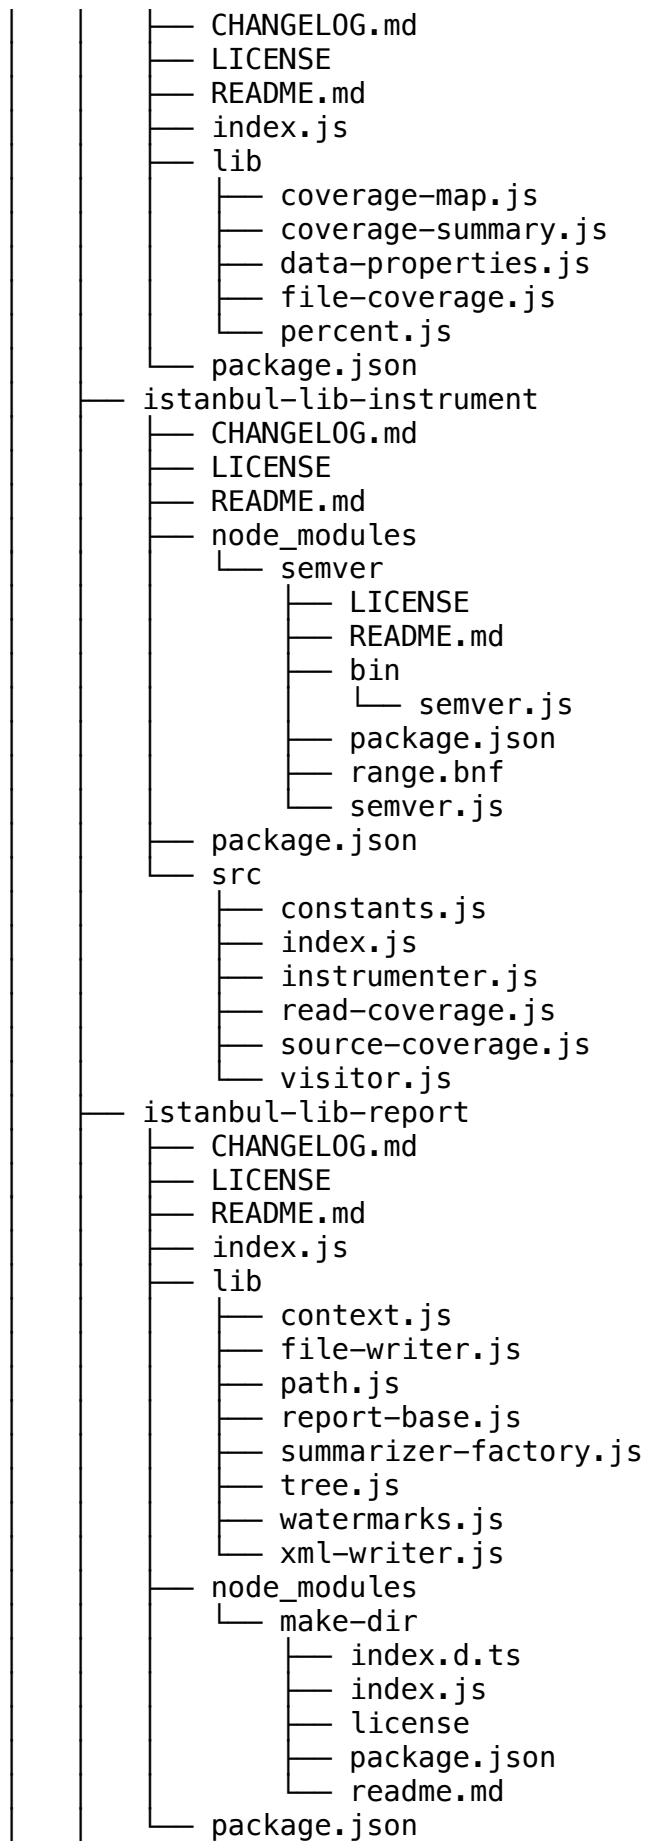 │   │   ├── CHANGELOG.md
│   │   ├── LICENSE
│   │   ├── README.md
│   │   ├── index.js
│   │   ├── lib
│   │   │   ├── coverage-map.js
│   │   │   ├── coverage-summary.js
│   │   │   ├── data-properties.js
│   │   │   ├── file-coverage.js
│   │   │   └── percent.js
│   │   └── package.json
│   ├── istanbul-lib-instrument
│   │   ├── CHANGELOG.md
│   │   ├── LICENSE
│   │   ├── README.md
│   │   ├── node_modules
│   │   │   └── semver
│   │   │       ├── LICENSE
│   │   │       ├── README.md
│   │   │       ├── bin
│   │   │       │   └── semver.js
│   │   │       ├── package.json
│   │   │       ├── range.bnf
│   │   │       └── semver.js
│   │   ├── package.json
│   │   └── src
│   │       ├── constants.js
│   │       ├── index.js
│   │       ├── instrumenter.js
│   │       ├── read-coverage.js
│   │       ├── source-coverage.js
│   │       └── visitor.js
│   ├── istanbul-lib-report
│   │   ├── CHANGELOG.md
│   │   ├── LICENSE
│   │   ├── README.md
│   │   ├── index.js
│   │   ├── lib
│   │   │   ├── context.js
│   │   │   ├── file-writer.js
│   │   │   ├── path.js
│   │   │   ├── report-base.js
│   │   │   ├── summarizer-factory.js
│   │   │   ├── tree.js
│   │   │   ├── watermarks.js
│   │   │   └── xml-writer.js
│   │   ├── node_modules
│   │   │   └── make-dir
│   │   │       ├── index.d.ts
│   │   │       ├── index.js
│   │   │       ├── license
│   │   │       ├── package.json
│   │   │       └── readme.md
│   │   └── package.json